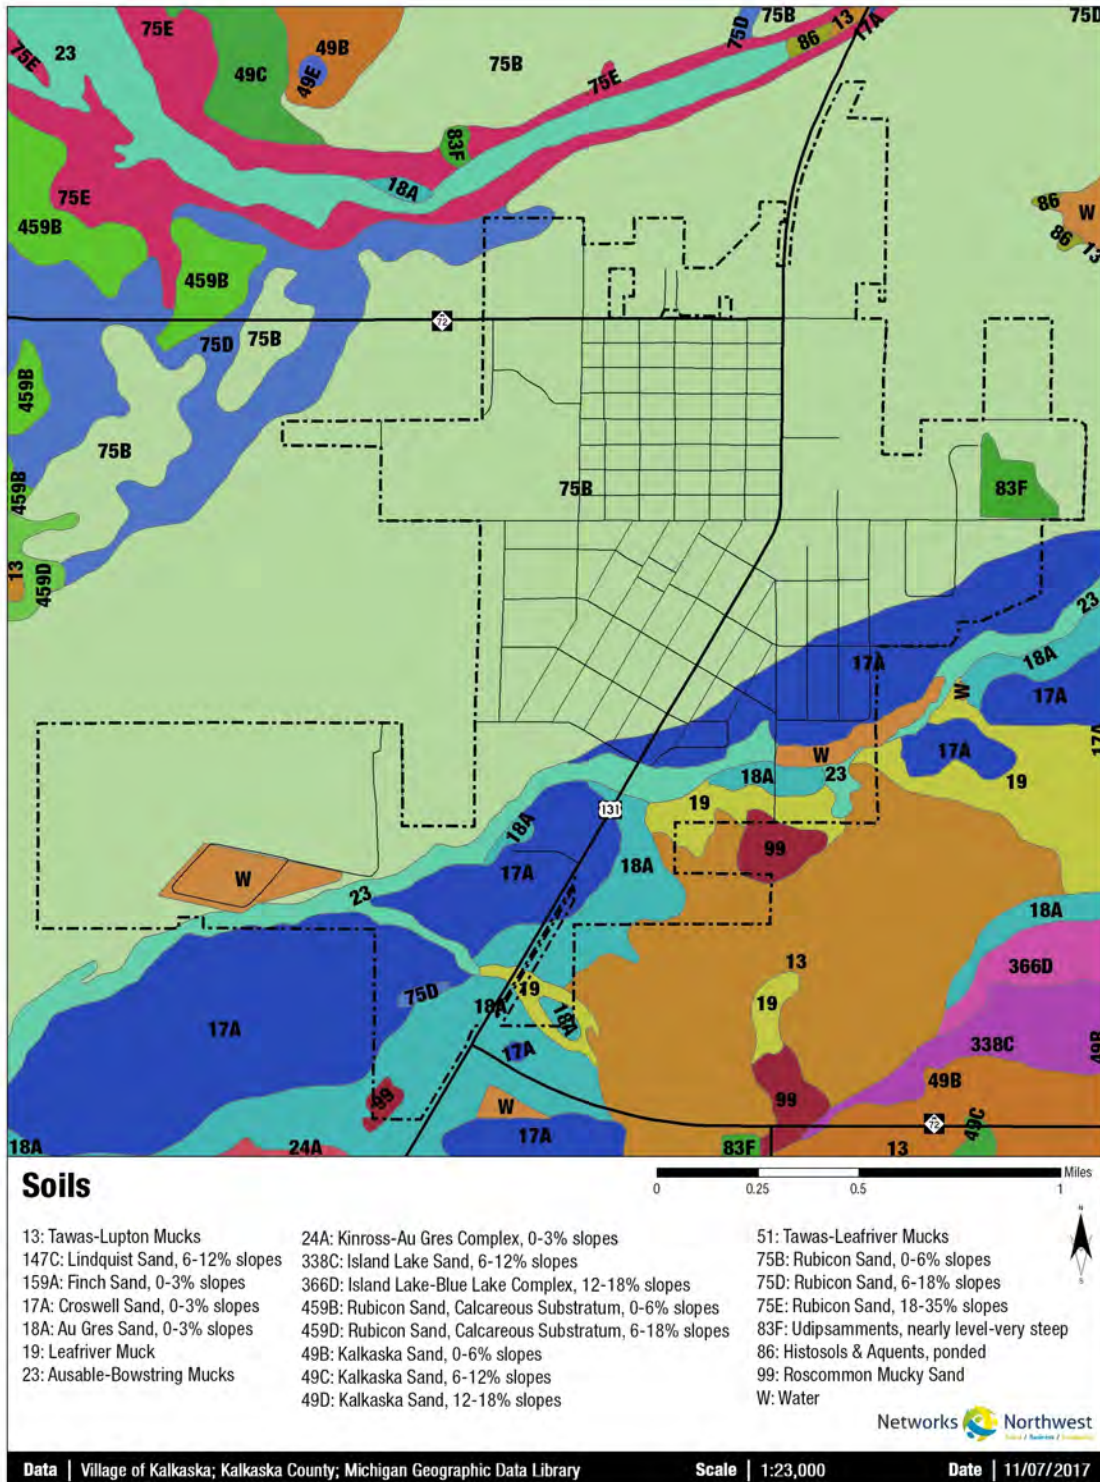 75B
13
75D
75E
86
17A
75D
23
75E
49B
49C
49E
75B
75E
83F
18A
75E
459B
86
W
86
13
459B
72
75D
75B
459B
75B
459B
75B
83F
13
459D
23
17A
18A
W
17A
17A
17A
W
18A
23
19
131
19
18A
17A
18A
99
W
23
18A
366D
13
75D
19
18A
19
18A
17A
17A
338C
49B
49B
99
W
99
72
49C
18A
24A
17A
83F
13
Soils
Miles
0 0.25 0.5 1
N
S
13: Tawas-Lupton Mucks
147C: Lindquist Sand, 6-12% slopes
159A: Finch Sand, 0-3% slopes
17A: Croswell Sand, 0-3% slopes
18A: Au Gres Sand, 0-3% slopes
19: Leafriver Muck
23: Ausable-Bowstring Mucks
24A: Kinross-Au Gres Complex, 0-3% slopes
338C: Island Lake Sand, 6-12% slopes
366D: Island Lake-Blue Lake Complex, 12-18% slopes
459B: Rubicon Sand, Calcareous Substratum, 0-6% slopes
459D: Rubicon Sand, Calcareous Substratum, 6-18% slopes
49B: Kalkaska Sand, 0-6% slopes
49C: Kalkaska Sand, 6-12% slopes
49D: Kalkaska Sand, 12-18% slopes
51: Tawas-Leafriver Mucks
75B: Rubicon Sand, 0-6% slopes
75D: Rubicon Sand, 6-18% slopes
75E: Rubicon Sand, 18-35% slopes
83F: Udipsamments, nearly level-very steep
86: Histosols & Aquents, ponded
99: Roscommon Mucky Sand
W: Water
Networks Northwest
Data | Village of Kalkaska; Kalkaska County; Michigan Geographic Data Library Scale | 1:23,000 Date | 11/07/2017